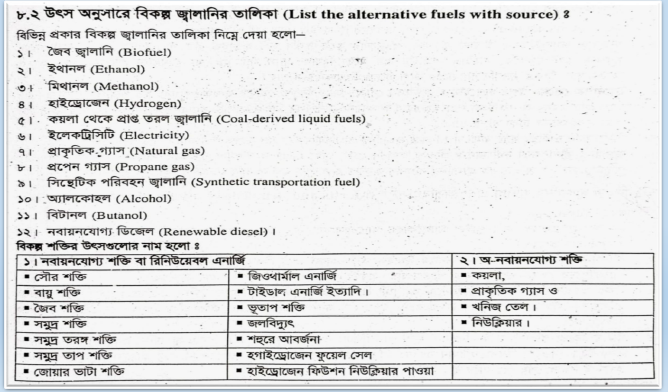 ৮.২ উৎস অনুসারে বিকল্প জ্বালানির তালিকা (List the alternative fuels with source) ঃ
বিভিন্ন প্রকার বিকল্প জ্বালানির তালিকা নিম্নে দেয়া হলো—
১। জৈব জ্বালানি (Biofuel)
২। ইথানল (Ethanol)
৩। মিথানল (Methanol)
৪। হাইড্রোজেন (Hydrogen)
৫। কয়লা থেকে প্রাপ্ত তরল জ্বালানি (Coal-derived liquid fuels)
৬। ইলেকট্রিসিটি (Electricity)
৭। প্রাকৃতিক গ্যাস (Natural gas)
৮। প্রপেন গ্যাস (Propane gas)
৯। সিন্থেটিক পরিবহন জ্বালানি (Synthetic transportation fuel)
১০। অ্যালকোহল (Alcohol)
১১। বিটানল (Butanol)
১২। নবায়নযোগ্য ডিজেল (Renewable diesel)।
বিকল্প শক্তির উৎসগুলোর নাম হলো ঃ
১। নবায়নযোগ্য শক্তি বা রিনিউয়েবল এনার্জি ২। অ-নবায়নযোগ্য শক্তি
▪ সৌর শক্তি ▪ জিওথার্মাল এনার্জি ▪ কয়লা,
▪ বায়ু শক্তি ▪ টাইডাল এনার্জি ইত্যাদি। ▪ প্রাকৃতিক গ্যাস ও
▪ জৈব শক্তি ▪ ভূতাপ শক্তি ▪ খনিজ তেল।
▪ সমুদ্র শক্তি ▪ জলবিদ্যুৎ ▪ নিউক্লিয়ার।
▪ সমুদ্র তরঙ্গ শক্তি ▪ শহুরে আবর্জনা
▪ সমুদ্র তাপ শক্তি ▪ হগাইড্রোজেন ফুয়েল সেল
▪ জোয়ার ভাটা শক্তি ▪ হাইড্রোজেন ফিউশন নিউক্লিয়ার পাওয়া